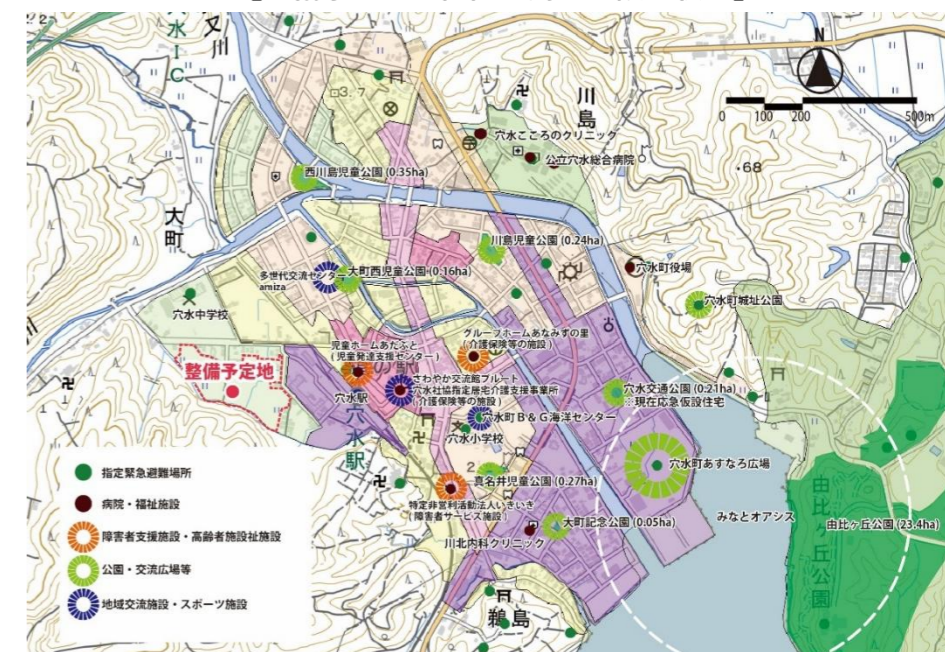 穴水IC
又川
N
0 100 200 500m
川島
穴水こころのクリニック
公立穴水総合病院
・68
西川島児童公園 (0.35ha)
大町
川島児童公園 (0.24ha)
多世代交流センター
amiza
大町西児童公園 (0.16ha)
穴水町役場
穴水町城址公園
穴水中学校
児童ホームあだぶと
(児童発達支援センター)
グループホームあなみずの里
(介護保険等の施設)
整備予定地
の駅
穴水駅
さわやか交流館プルート
穴水社協指定居宅介護支援事業所
(介護保険等の施設)
穴水交通公園 (0.21ha)
※現在応急仮設住宅
穴水駅
穴水町B&G海洋センター
穴水小学校
指定緊急避難場所
穴水町あすなろ広場
病院・福祉施設
真名井児童公園 (0.27ha)
特定非営利活動法人いきいき
(障害者サービス施設)
大町記念公園 (0.05ha)
みなとオアシス
由比ヶ丘公園 (23.4ha)
由比ヶ丘公園
障害者支援施設・高齢者施設祉施設
川北内科クリニック
公園・交流広場等
地域交流施設・スポーツ施設
鵜島